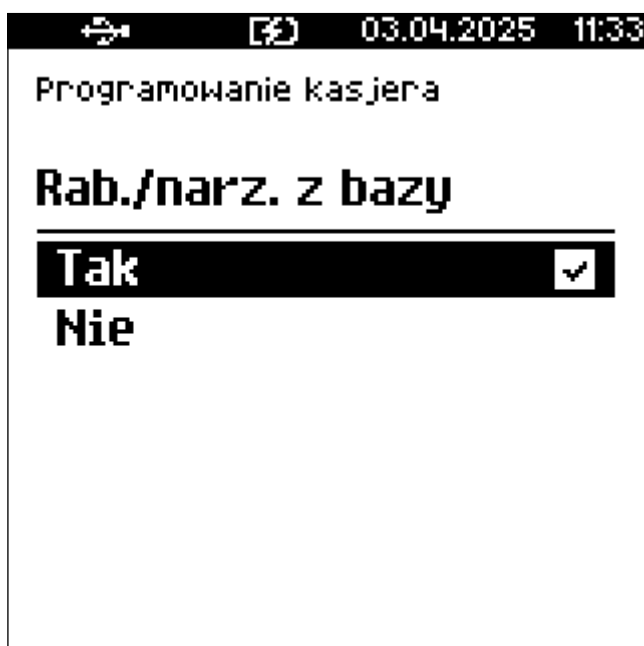 03.04.2025 11:33
Programowanie kasjera
Rab./narz. z bazy
Tak
Nie